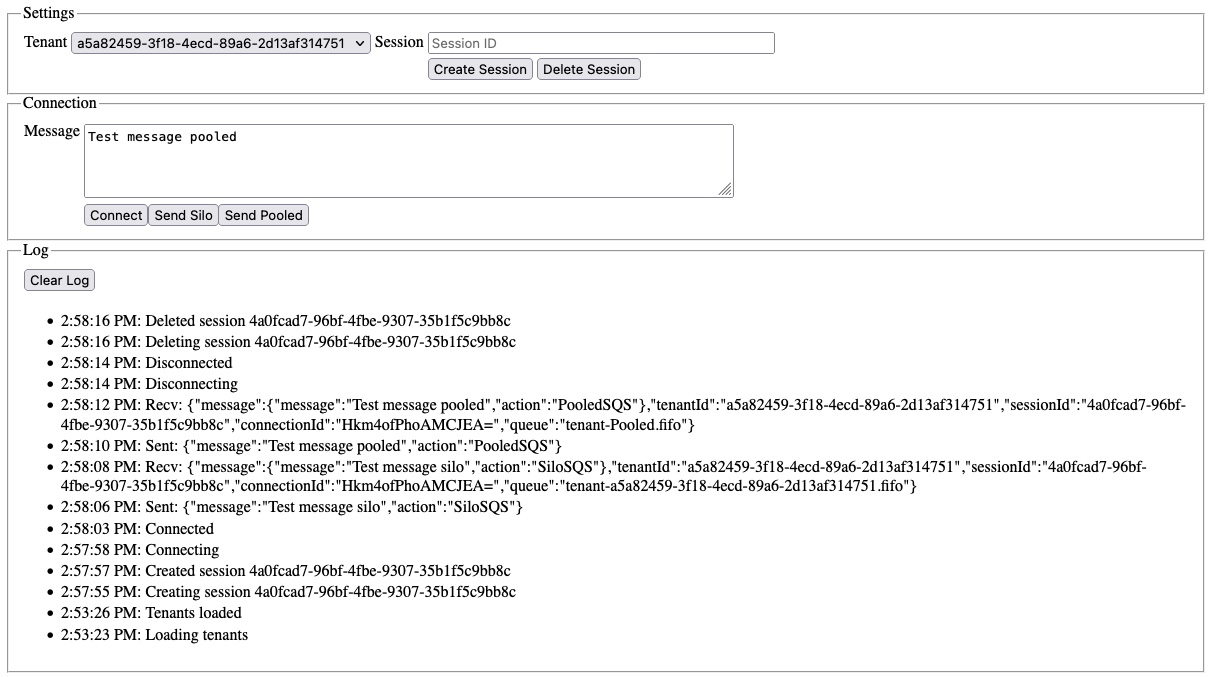 Settings
Tenant a5a82459-3f18-4ecd-89a6-2d13af314751 Session Session ID
Create Session Delete Session
Connection
Message Test message pooled
Connect Send Silo Send Pooled
Log
Clear Log
• 2:58:16 PM: Deleted session 4a0fcad7-96bf-4fbe-9307-35b1f5c9bb8c
• 2:58:16 PM: Deleting session 4a0fcad7-96bf-4fbe-9307-35b1f5c9bb8c
• 2:58:14 PM: Disconnected
• 2:58:14 PM: Disconnecting
• 2:58:12 PM: Recv: {"message":{"message":"Test message pooled","action":"PooledSQS"},"tenantId":"a5a82459-3f18-4ecd-89a6-2d13af314751","sessionId":"4a0fcad7-96bf-
4fbe-9307-35b1f5c9bb8c","connectionId":"Hkm4ofPhoAMCJEA=","queue":"tenant-Pooled.fifo"}
• 2:58:10 PM: Sent: {"message":"Test message pooled","action":"PooledSQS"}
• 2:58:08 PM: Recv: {"message":{"message":"Test message silo","action":"SiloSQS"},"tenantId":"a5a82459-3f18-4ecd-89a6-2d13af314751","sessionId":"4a0fcad7-96bf-
4fbe-9307-35b1f5c9bb8c","connectionId":"Hkm4ofPhoAMCJEA=","queue":"tenant-a5a82459-3f18-4ecd-89a6-2d13af314751.fifo"}
• 2:58:06 PM: Sent: {"message":"Test message silo","action":"SiloSQS"}
• 2:58:03 PM: Connected
• 2:57:58 PM: Connecting
• 2:57:57 PM: Created session 4a0fcad7-96bf-4fbe-9307-35b1f5c9bb8c
• 2:57:55 PM: Creating session 4a0fcad7-96bf-4fbe-9307-35b1f5c9bb8c
• 2:53:26 PM: Tenants loaded
• 2:53:23 PM: Loading tenants